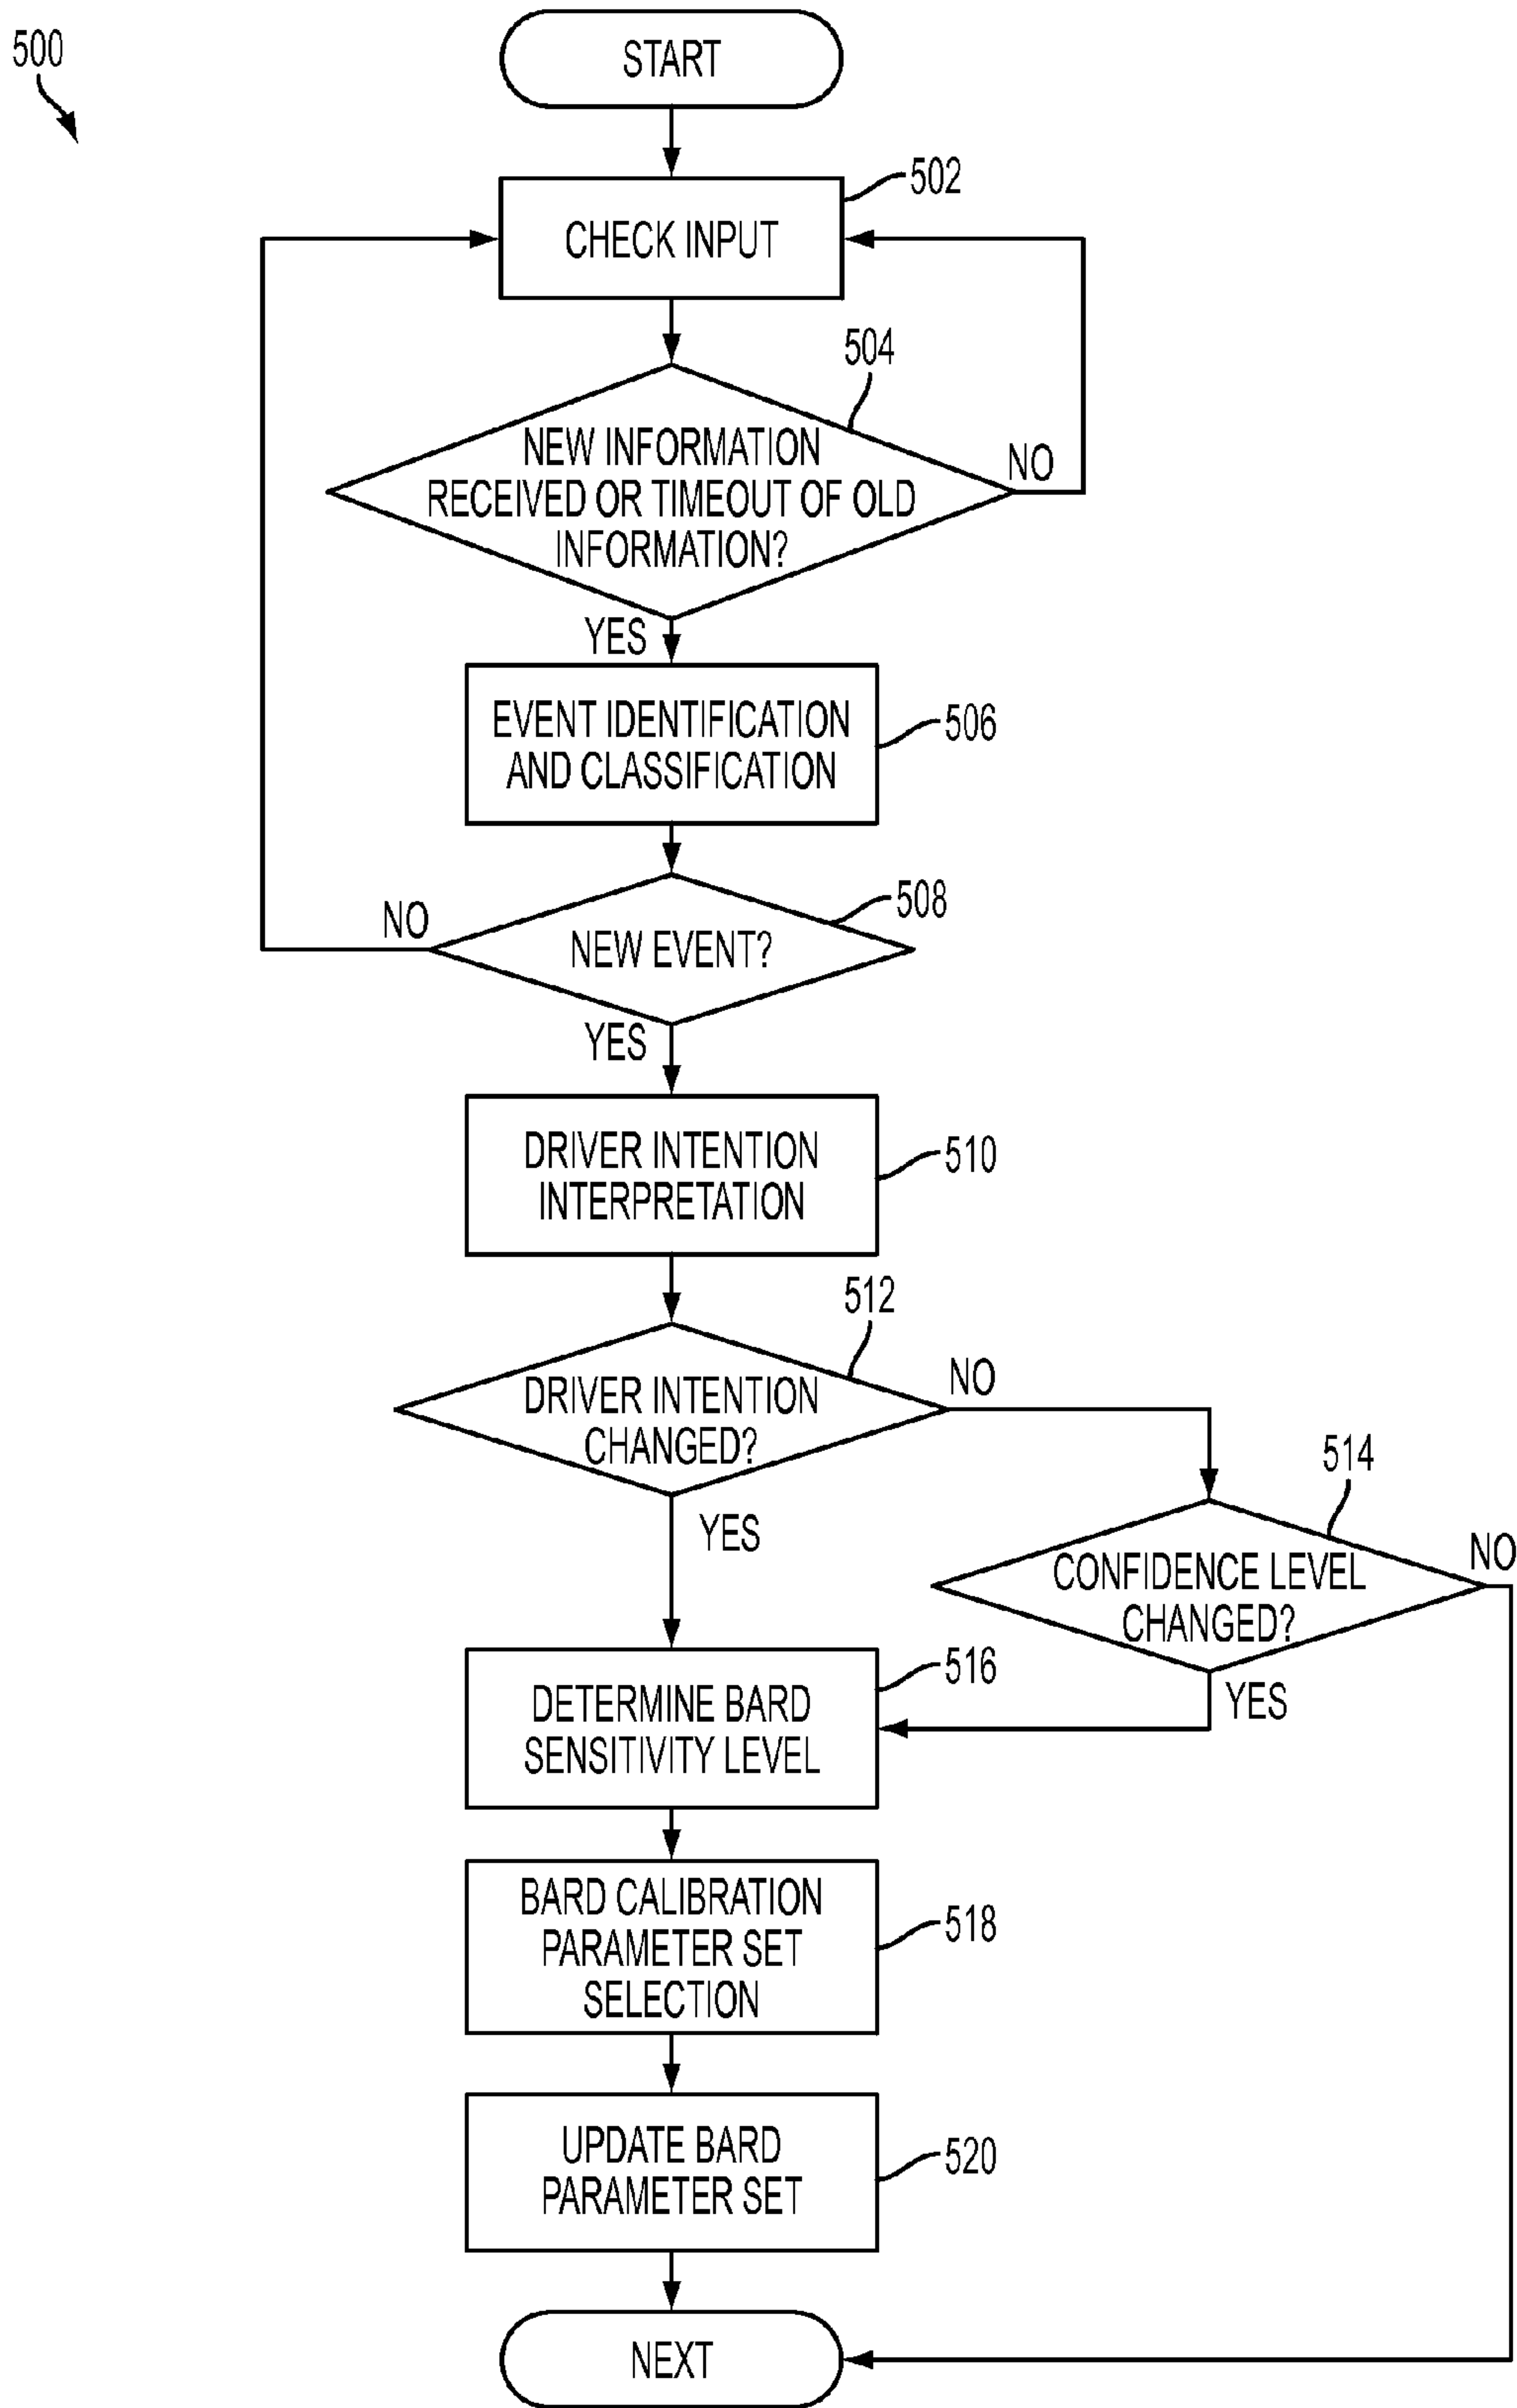 500
START
502
CHECK INPUT
504
NEW INFORMATION
RECEIVED OR TIMEOUT OF OLD
INFORMATION?
NO
YES
EVENT IDENTIFICATION
AND CLASSIFICATION
506
508
NO
NEW EVENT?
YES
DRIVER INTENTION
INTERPRETATION
510
512
NO
DRIVER INTENTION
CHANGED?
514
YES
NO
CONFIDENCE LEVEL
CHANGED?
516
YES
DETERMINE BARD
SENSITIVITY LEVEL
BARD CALIBRATION
PARAMETER SET
SELECTION
518
UPDATE BARD
PARAMETER SET
520
NEXT